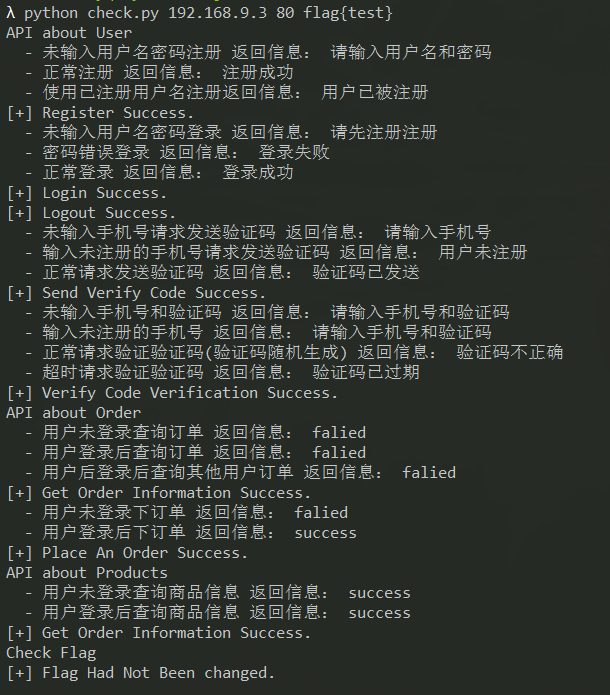 λ python check.py 192.168.9.3 80 flag{test}
API about User
- 未输入用户名密码注册 返回信息： 请输入用户名和密码
- 正常注册 返回信息： 注册成功
- 使用已注册用户名注册返回信息： 用户已被注册
[+] Register Success.
- 未输入用户名密码登录 返回信息： 请先注册注册
- 密码错误登录 返回信息： 登录失败
- 正常登录 返回信息： 登录成功
[+] Login Success.
[+] Logout Success.
- 未输入手机号请求发送验证码 返回信息： 请输入手机号
- 输入未注册的手机号请求发送验证码 返回信息： 用户未注册
- 正常请求发送验证码 返回信息： 验证码已发送
[+] Send Verify Code Success.
- 未输入手机号和验证码 返回信息： 请输入手机号和验证码
- 输入未注册的手机号 返回信息： 请输入手机号和验证码
- 正常请求验证验证码(验证码随机生成) 返回信息： 验证码不正确
- 超时请求验证验证码 返回信息： 验证码已过期
[+] Verify Code Verification Success.
API about Order
- 用户未登录查询订单 返回信息： falied
- 用户登录后查询订单 返回信息： falied
- 用户后登录后查询其他用户订单 返回信息： falied
[+] Get Order Information Success.
- 用户未登录下订单 返回信息： falied
- 用户登录后下订单 返回信息： success
[+] Place An Order Success.
API about Products
- 用户未登录查询商品信息 返回信息： success
- 用户登录后查询商品信息 返回信息： success
[+] Get Order Information Success.
Check Flag
[+] Flag Had Not Been changed.